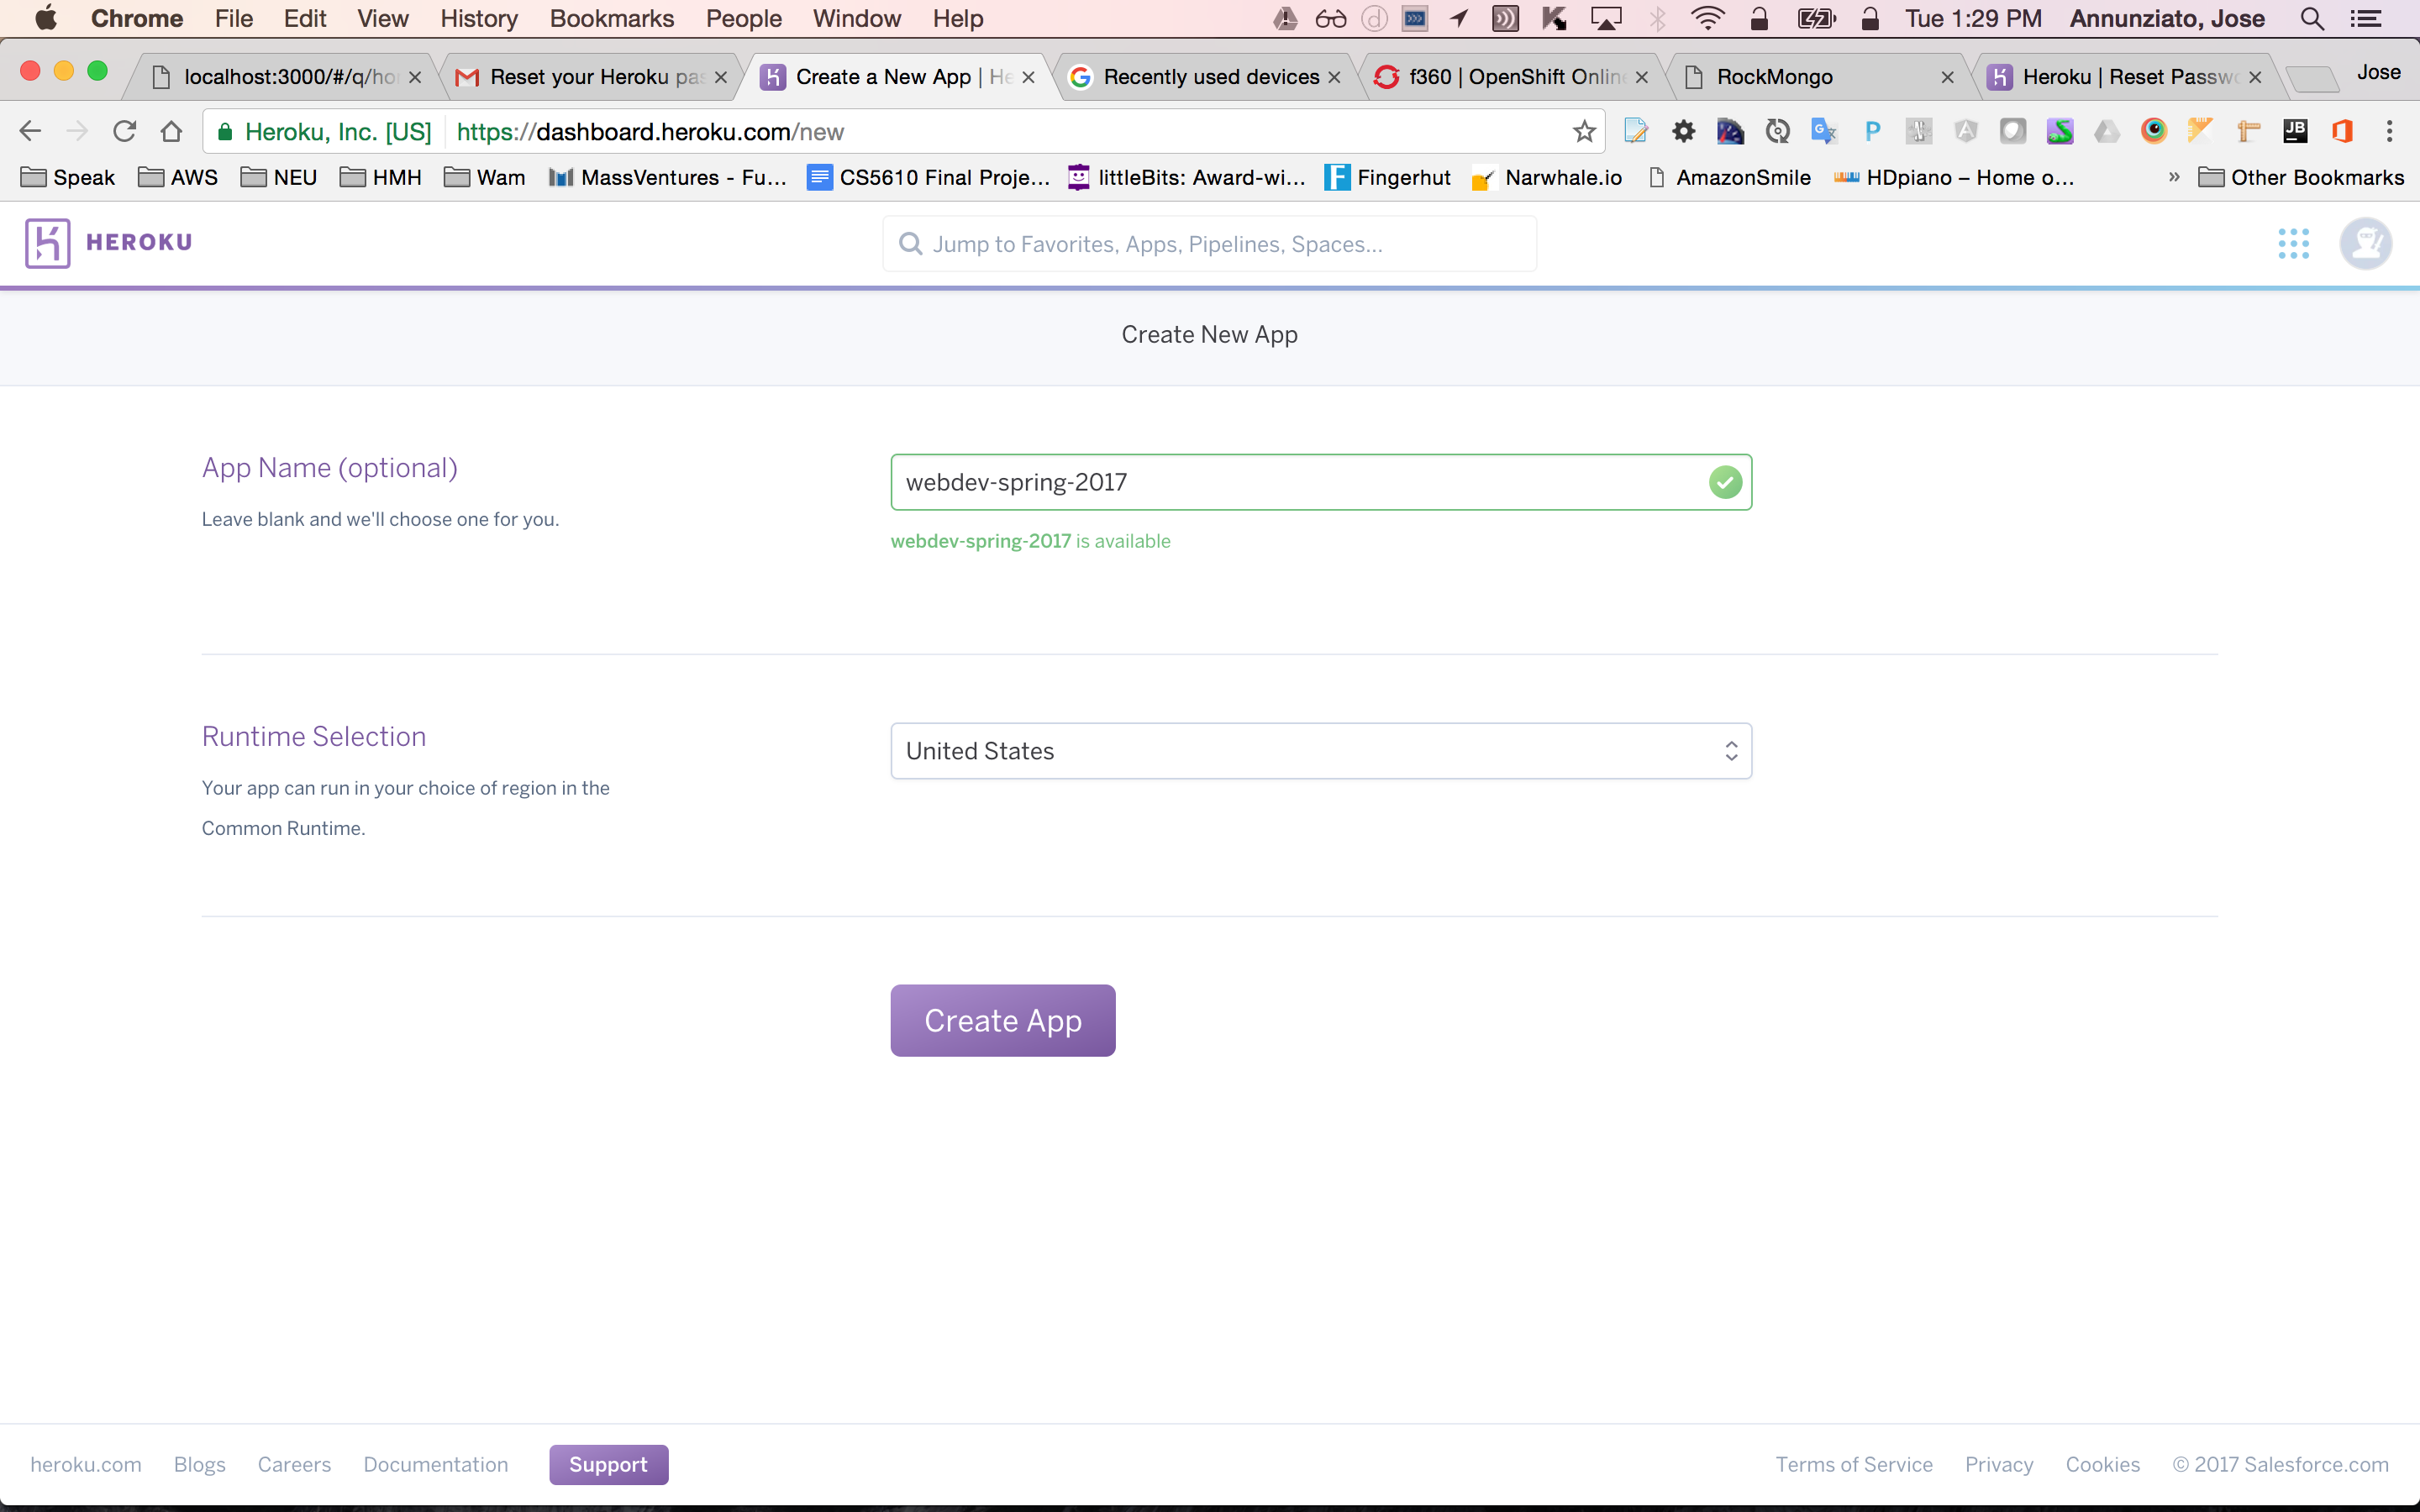 Chrome File Edit View History Bookmarks People Window Help Tue 1:29 PM Annunziato, Jose
localhost:3000/#/q/ho Reset your Heroku pas Create a New App | He Recently used devices f360 | OpenShift Online RockMongo Heroku | Reset Passwo Jose
Heroku, Inc. [US] https://dashboard.heroku.com/new
Speak AWS NEU HMH Wam MassVentures - Fu... CS5610 Final Proje... littleBits: Award-wi... Fingerhut Narwhale.io AmazonSmile HDpiano – Home o... » Other Bookmarks
HEROKU Jump to Favorites, Apps, Pipelines, Spaces...
Create New App
App Name (optional)
webdev-spring-2017
Leave blank and we'll choose one for you.
webdev-spring-2017 is available
Runtime Selection
United States
Your app can run in your choice of region in the
Common Runtime.
Create App
heroku.com Blogs Careers Documentation Support Terms of Service Privacy Cookies © 2017 Salesforce.com